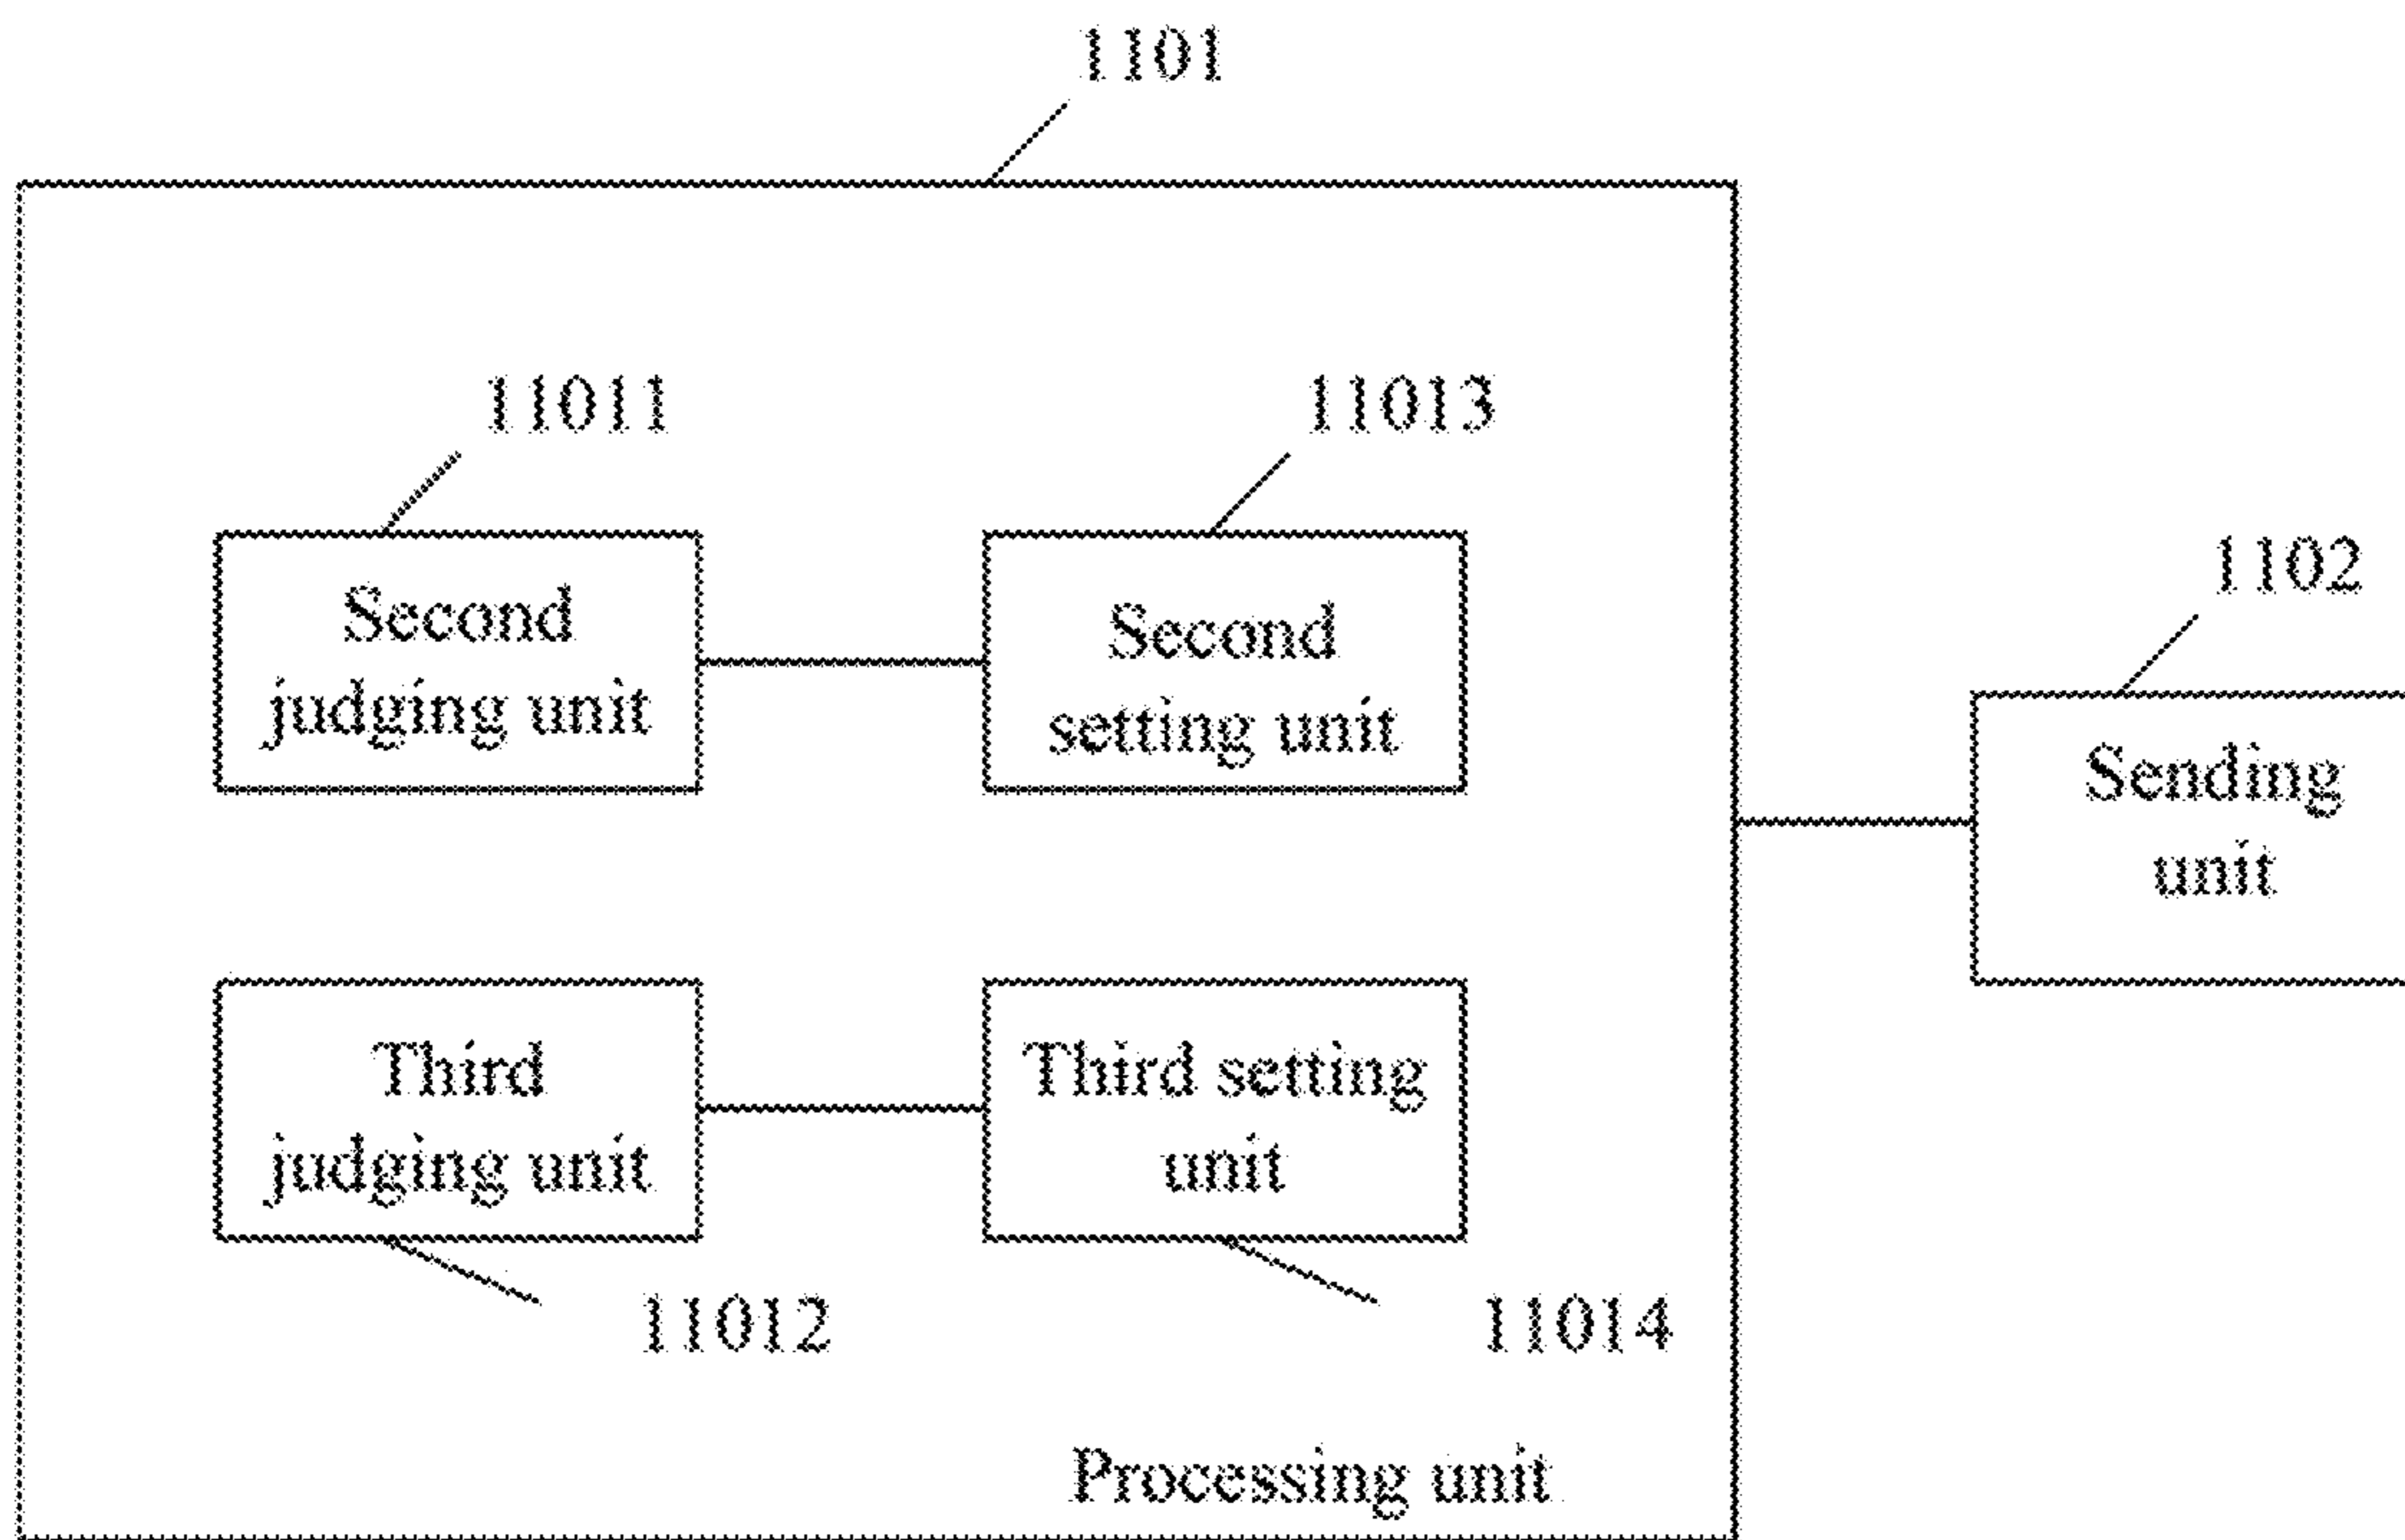 1101
11011
11013
1102
Second
judging unit
Second
setting unit
Sending
unit
Third
judging unit
Third setting
unit
11012
11014
Processing unit